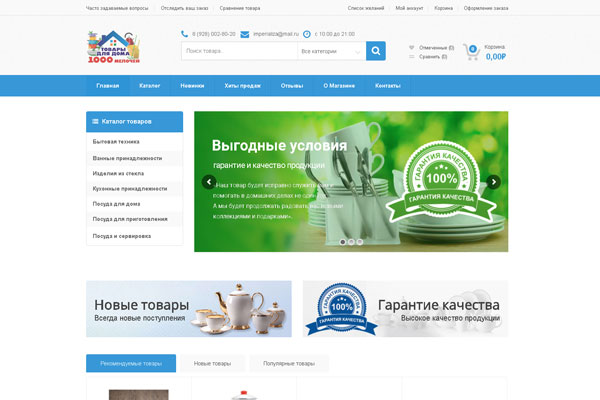 Часто задаваемые вопросы
Отследить ваш заказ
Сравнение товара
Список желаний
Мой аккаунт
Корзина
Оформление заказа
ТОВАРЫ
ДЛЯ ДОМА
1000
МЕЛОЧЕЙ
8 (928) 002-80-20
imperializa@mail.ru
с 10:00 до 21:00
Поиск товара
Все категории
Отмеченные (0)
Сравнить (0)
0
Корзина
0,00₽
Главная
Каталог
Новинки
Хиты продаж
Отзывы
О Магазине
Контакты
Каталог товаров
Бытовая техника
Ванные принадлежности
Изделия из стекла
Кухонные принадлежности
Посуда для дома
Посуда для приготовления
Посуда и сервировка
Выгодные условия
гарантие и качество продукции
«Наш товар будет исправно служить вам и
помогать в домашних делах не один
А мы будет продолжать радовать вас новыми
коллекциями и подарками».
ГАРАНТИЯ КАЧЕСТВА
100%
ГАРАНТИЯ КАЧЕСТВА
Новые товары
Всегда новые поступления
ГАРАНТИЯ КАЧЕСТВА
100%
ГАРАНТИЯ КАЧЕСТВА
Гарантие качества
Высокое качество продукции
Рекомендуемые товары
Новые товары
Популярные товары